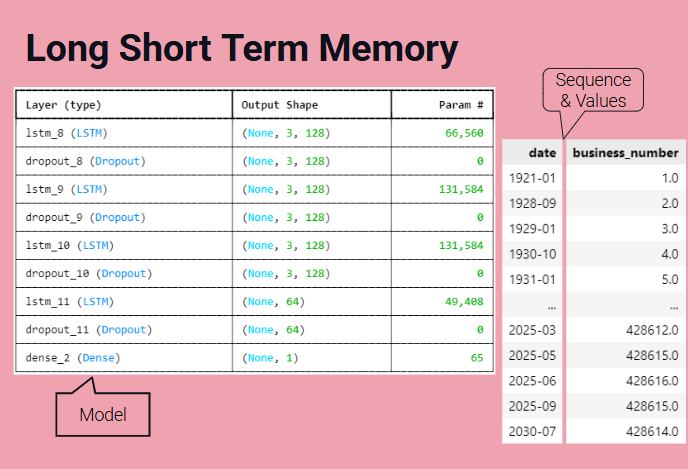 Long Short Term Memory
Layer (type) Output Shape Param #
lstm_8 (LSTM) (None, 3, 128) 66,560
dropout_8 (Dropout) (None, 3, 128) 0
lstm_9 (LSTM) (None, 3, 128) 131,584
dropout_9 (Dropout) (None, 3, 128) 0
lstm_10 (LSTM) (None, 3, 128) 131,584
dropout_10 (Dropout) (None, 3, 128) 0
lstm_11 (LSTM) (None, 64) 49,408
dropout_11 (Dropout) (None, 64) 0
dense_2 (Dense) (None, 1) 65
Model
Sequence
& Values
date business_number
1921-01 1.0
1928-09 2.0
1929-01 3.0
1930-10 4.0
1931-01 5.0
... ...
2025-03 428612.0
2025-05 428615.0
2025-06 428616.0
2025-09 428615.0
2030-07 428614.0